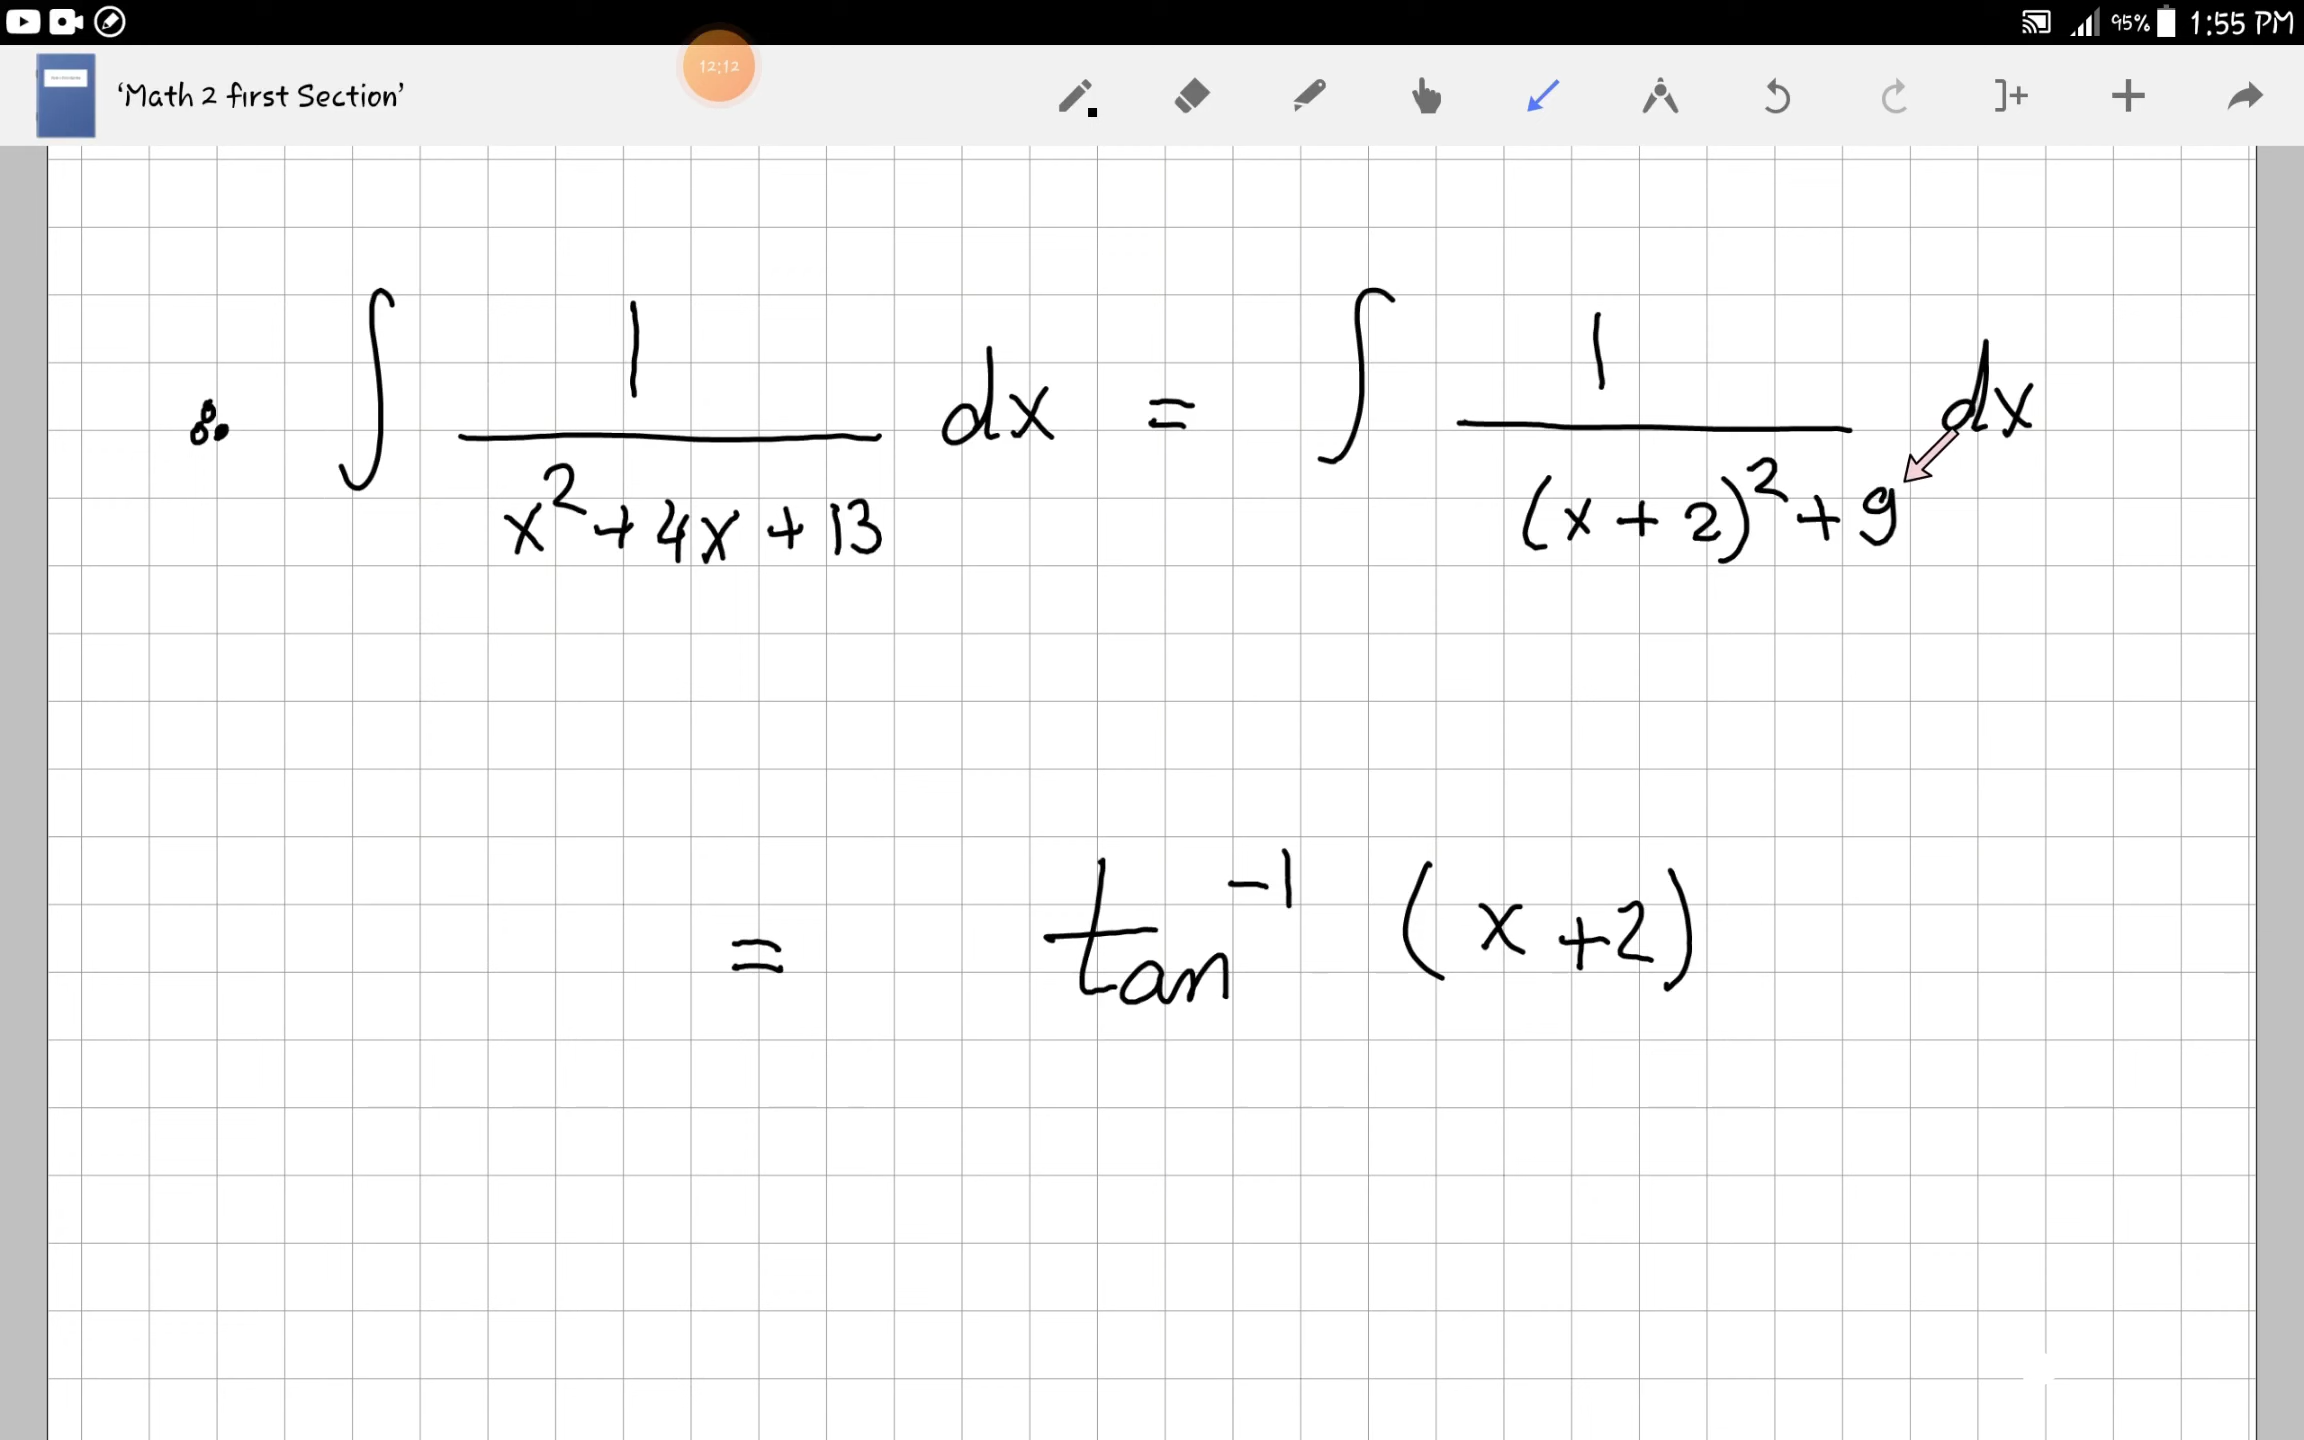 95% 1:55 PM
'Math 2 first Section' 12:12
8. ∫ 1/(x² + 4x + 13) dx = ∫ 1/((x + 2)² + 9) dx
= tan⁻¹ (x + 2)